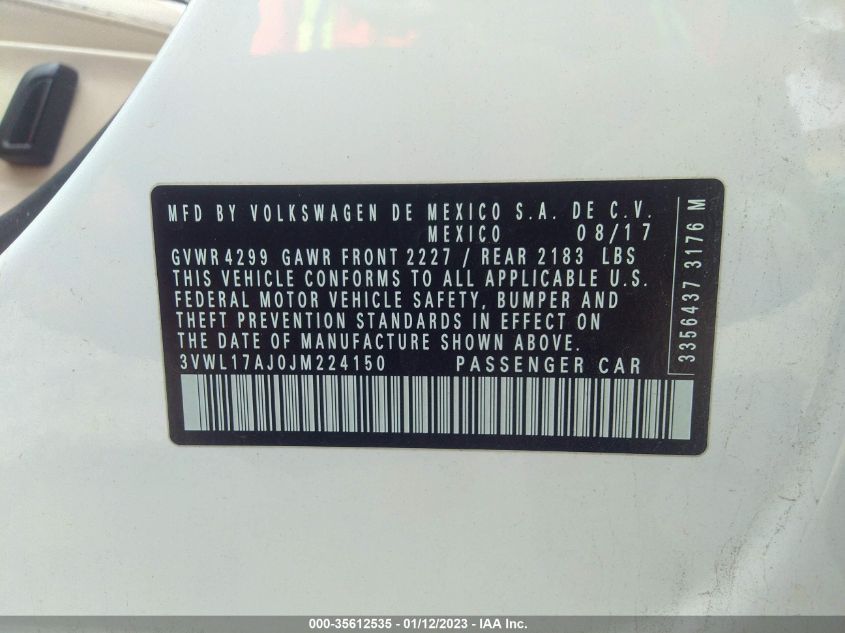 MFD BY VOLKSWAGEN DE MEXICO S.A. DE C.V.
MEXICO 08/17
GVWR 4299 GAWR FRONT 2227 / REAR 2183 LBS
THIS VEHICLE CONFORMS TO ALL APPLICABLE U.S.
FEDERAL MOTOR VEHICLE SAFETY, BUMPER AND
THEFT PREVENTION STANDARDS IN EFFECT ON
THE DATE OF MANUFACTURE SHOWN ABOVE.
3VWL17AJ0JM224150 PASSENGER CAR
3356437 3176 M
000-35612535 - 01/12/2023 - IAA, Inc.